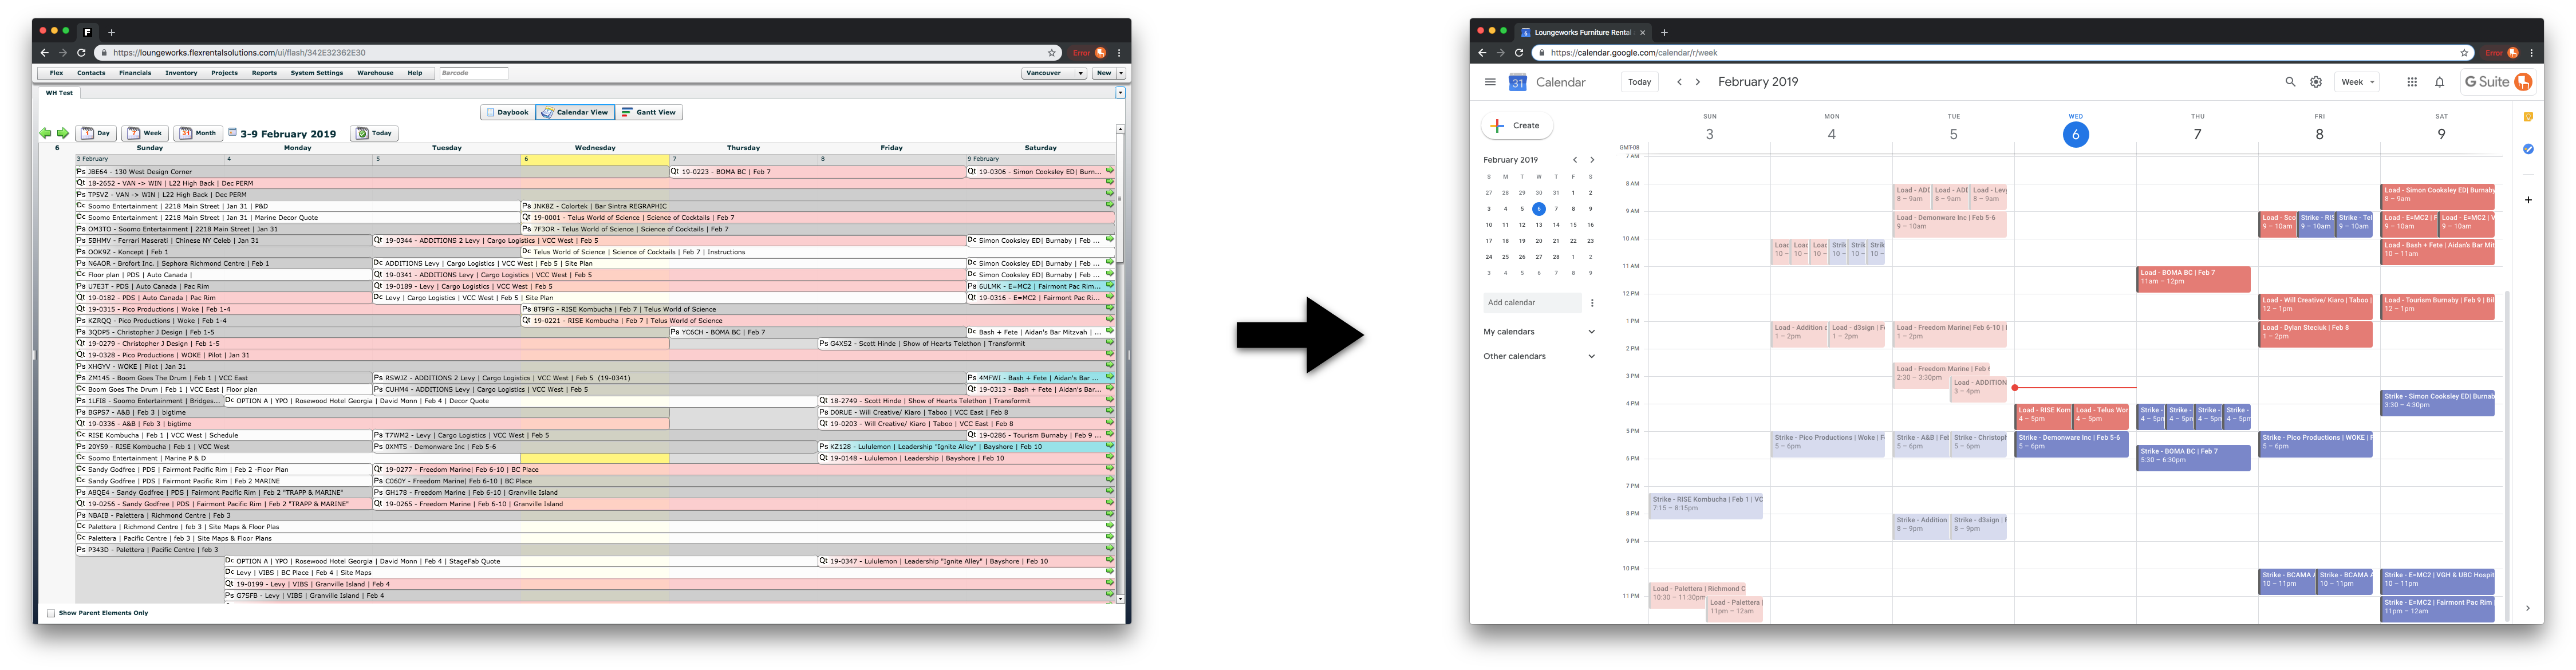 F
https://loungeworks.flexrentalsolutions.com/ui/flash/342E32362E30
Error
Flex Contacts Financials Inventory Projects Reports System Settings Warehouse Help Barcode Vancouver New
WH Test
Daybook Calendar View Gantt View
Day Week Month 3-9 February 2019 Today
6 Sunday Monday Tuesday Wednesday Thursday Friday Saturday
3 February 4 5 6 7 8 9 February
Ps JBE64 - 130 West Design Corner Qt 19-0223 - BOMA BC | Feb 7 Qt 19-0306 - Simon Cooksley ED| Burn...
Qt 18-2652 - VAN -> WIN | L22 High Back | Dec PERM
Ps TP5VZ - VAN -> WIN | L22 High Back | Dec PERM
Dc Soomo Entertainment | 2218 Main Street | Jan 31 | P&D Ps JNK8Z - Colortek | Bar Sintra REGRAPHIC
Dc Soomo Entertainment | 2218 Main Street | Jan 31 | Marine Decor Quote Qt 19-0001 - Telus World of Science | Science of Cocktails | Feb 7
Ps OM3TO - Soomo Entertainment | 2218 Main Street | Jan 31 Ps 7F3OR - Telus World of Science | Science of Cocktails | Feb 7
Ps SBHMV - Ferrari Maserati | Chinese NY Celeb | Jan 31 Qt 19-0344 - ADDITIONS 2 Levy | Cargo Logistics | VCC West | Feb 5 Dc Simon Cooksley ED| Burnaby | Feb ...
Ps OOK9Z - Koncept | Feb 1 Dc Telus World of Science | Science of Cocktails | Feb 7 | Instructions
Ps N6AOR - Brofort Inc. | Sephora Richmond Centre | Feb 1 Dc ADDITIONS Levy | Cargo Logistics | VCC West | Feb 5 | Site Plan Dc Simon Cooksley ED| Burnaby | Feb ...
Dc Floor plan | PDS | Auto Canada | Qt 19-0341 - ADDITIONS Levy | Cargo Logistics | VCC West | Feb 5 Dc Simon Cooksley ED| Burnaby | Feb ...
Ps U7E3T - PDS | Auto Canada | Pac Rim Qt 19-0189 - Levy | Cargo Logistics | VCC West | Feb 5 Ps 6ULMK - E=MC2 | Fairmont Pac Rim...
Qt 19-0182 - PDS | Auto Canada | Pac Rim Dc Levy | Cargo Logistics | VCC West | Feb 5 | Site Plan Qt 19-0316 - E=MC2 | Fairmont Pac Ri...
Qt 19-0315 - Pico Productions | Woke | Feb 1-4 Ps 8T9FG - RISE Kombucha | Feb 7 | Telus World of Science
Ps KZRQQ - Pico Productions | Woke | Feb 1-4 Qt 19-0221 - RISE Kombucha | Feb 7 | Telus World of Science
Ps 3QDP5 - Christopher J Design | Feb 1-5 Ps YC6CH - BOMA BC | Feb 7 Dc Bash + Fete | Aidan's Bar Mitzvah | ...
Qt 19-0279 - Christopher J Design | Feb 1-5 Ps G4XS2 - Scott Hinde | Show of Hearts Telethon | Transformit
Qt 19-0328 - Pico Productions | WOKE | Pilot | Jan 31
Ps XHGYV - WOKE | Pilot | Jan 31
Ps ZM145 - Boom Goes The Drum | Feb 1 | VCC East Ps RSWJZ - ADDITIONS 2 Levy | Cargo Logistics | VCC West | Feb 5 (19-0341) Ps 4MFWI - Bash + Fete | Aidan's Bar ...
Dc Boom Goes The Drum | Feb 1 | VCC East | Floor plan Ps CUHM4 - ADDITIONS Levy | Cargo Logistics | VCC West | Feb 5 Qt 19-0313 - Bash + Fete | Aidan's Bar...
Ps 1LFI8 - Soomo Entertainment | Bridges... Dc OPTION A | YPO | Rosewood Hotel Georgia | David Monn | Feb 4 | Decor Quote Qt 18-2749 - Scott Hinde | Show of Hearts Telethon | Transformit
Ps BGPS7 - A&B | Feb 3 | bigtime Ps D0RUE - Will Creative/ Kiaro | Taboo | VCC East | Feb 8
Qt 19-0336 - A&B | Feb 3 | bigtime Qt 19-0203 - Will Creative/ Kiaro | Taboo | VCC East | Feb 8
Dc RISE Kombucha | Feb 1 | VCC West | Schedule Ps T7WM2 - Levy | Cargo Logistics | VCC West | Feb 5 Qt 19-0286 - Tourism Burnaby | Feb 9 ...
Ps 20Y59 - RISE Kombucha | Feb 1 | VCC West Ps 0XMTS - Demonware Inc | Feb 5-6 Ps KZ128 - Lululemon | Leadership "Ignite Alley" | Bayshore | Feb 10
Dc Soomo Entertainment | Marine P & D Qt 19-0148 - Lululemon | Leadership | Bayshore | Feb 10
Dc Sandy Godfree | PDS | Fairmont Pacific Rim | Feb 2 -Floor Plan Qt 19-0277 - Freedom Marine| Feb 6-10 | BC Place
Dc Sandy Godfree | PDS | Fairmont Pacific Rim | Feb 2 MARINE Ps C060Y - Freedom Marine| Feb 6-10 | BC Place
Ps A8QE4 - Sandy Godfree | PDS | Fairmont Pacific Rim | Feb 2 "TRAPP & MARINE" Ps GH178 - Freedom Marine | Feb 6-10 | Granville Island
Qt 19-0256 - Sandy Godfree | PDS | Fairmont Pacific Rim | Feb 2 "TRAPP & MARINE" Qt 19-0265 - Freedom Marine | Feb 6-10 | Granville Island
Ps NBAIB - Palettera | Richmond Centre | Feb 3
Dc Palettera | Richmond Centre | feb 3 | Site Maps & Floor Plas
Dc Palettera | Pacific Centre | feb 3 | Site Maps & Floor Plans
Ps P343D - Palettera | Pacific Centre | feb 3
Dc OPTION A | YPO | Rosewood Hotel Georgia | David Monn | Feb 4 | StageFab Quote Qt 19-0347 - Lululemon | Leadership "Ignite Alley" | Bayshore | Feb 10
Dc Levy | VIBS | BC Place | Feb 4 | Site Maps
Qt 19-0199 - Levy | VIBS | Granville Island | Feb 4
Ps G7SFB - Levy | VIBS | Granville Island | Feb 4
Show Parent Elements Only
Loungeworks Furniture Rental
https://calendar.google.com/calendar/r/week
Error
31 Calendar Today February 2019 Week G Suite
Create
February 2019
S M T W T F S
27 28 29 30 31 1 2
3 4 5 6 7 8 9
10 11 12 13 14 15 16
17 18 19 20 21 22 23
24 25 26 27 28 1 2
3 4 5 6 7 8 9
Add calendar
My calendars
Other calendars
SUN MON TUE WED THU FRI SAT
3 4 5 6 7 8 9
GMT-08
7 AM
8 AM
Load - ADI Load - ADI Load - Levy Load - Simon Cooksley ED| Burnaby
8 – 9am 8 – 9am 8 – 9am 8 – 9am
9 AM
Load - Demonware Inc | Feb 5-6 Load - Sco Strike - RIS Strike - Tel Load - E=MC2 | F Load - E=MC2 | V
9 – 10am 9 – 10am 9 – 10am 9 – 10am 9 – 10am 9 – 10am
10 AM
Load Load Load Strik Strik Strik Load - Bash + Fete | Aidan's Bar Mit
10 – 10 – 10 – 10 – 10 – 10 – 10 – 11am
11 AM
Load - BOMA BC | Feb 7
11am – 12pm
12 PM
Load - Will Creative/ Kiaro | Taboo | Load - Tourism Burnaby | Feb 9 | Bil
12 – 1pm 12 – 1pm
1 PM
Load - Addition Load - d3sign | F Load - Freedom Marine| Feb 6-10 | Load - Dylan Steciuk | Feb 8
1 – 2pm 1 – 2pm 1 – 2pm 1 – 2pm
2 PM
Load - Freedom Marine | Feb
2:30 – 3:30pm
3 PM
Load - ADDITION
3 – 4pm
Strike - Simon Cooksley ED| Burnab
3:30 – 4:30pm
4 PM
Load - RISE Kom Load - Telus Wor Strike - Strike - Strike - Strike -
4 – 5pm 4 – 5pm 4 – 5pm 4 – 5pm 4 – 5pm 4 – 5pm
5 PM
Strike - Pico Productions | Woke | F Strike - A&B | Fel Strike - Christoph Strike - Demonware Inc | Feb 5-6 Strike - Pico Productions | WOKE |
5 – 6pm 5 – 6pm 5 – 6pm 5 – 6pm 5 – 6pm
Strike - BOMA BC | Feb 7
5:30 – 6:30pm
6 PM
7 PM
Strike - RISE Kombucha | Feb 1 | VC
7:15 – 8:15pm
8 PM
Strike - Addition Strike - d3sign |
8 – 9pm 8 – 9pm
9 PM
10 PM
Strike - BCAMA Strike - BCAMA Strike - E=MC2 | VGH & UBC Hospit
10 – 11pm 10 – 11pm 10 – 11pm
Load - Palettera | Richmond C
10:30 – 11:30pm
11 PM
Load - Palettera |
11pm – 12am
Strike - E=MC2 | Fairmont Pac Rim
11pm – 12am